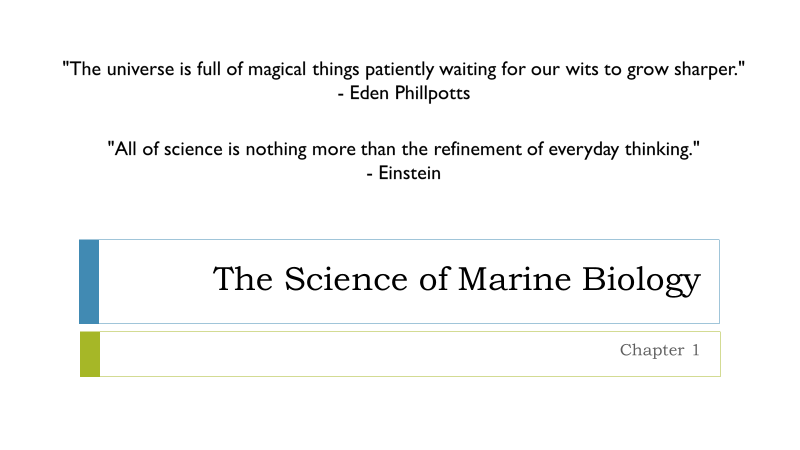 "The universe is full of magical things patiently waiting for our wits to grow sharper."
- Eden Phillpotts
"All of science is nothing more than the refinement of everyday thinking."
- Einstein
The Science of Marine Biology
Chapter 1